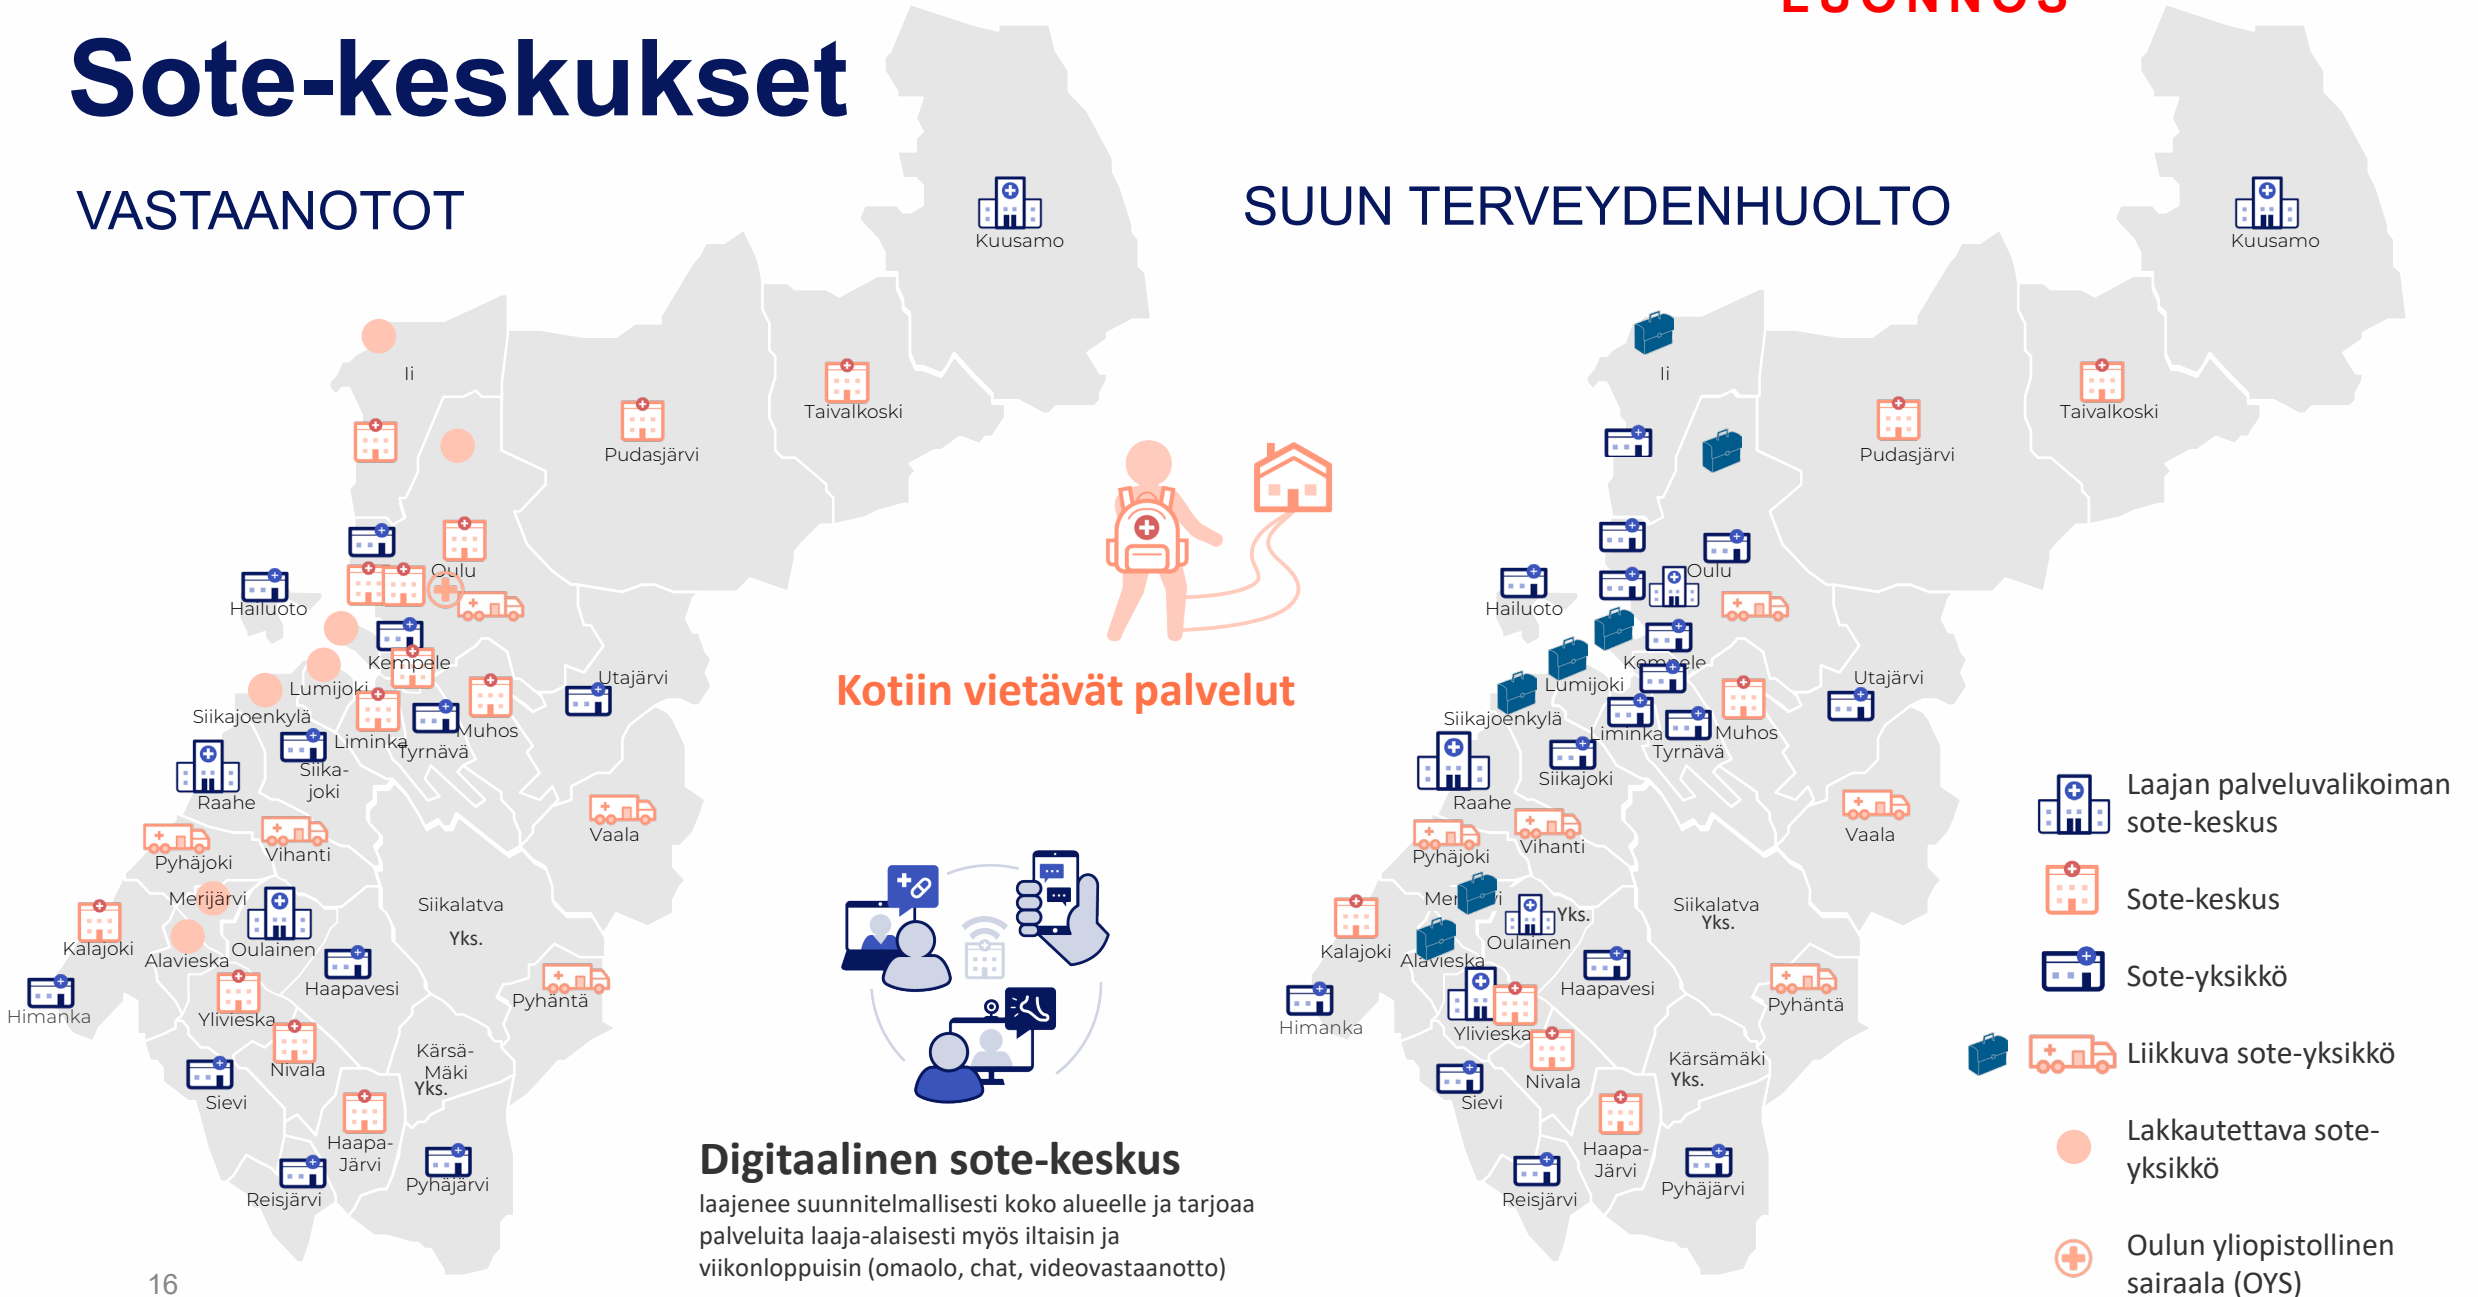 LUONNOS
Sote-keskukset
VASTAANOTOT
Kuusamo
Ii
Taivalkoski
Pudasjärvi
Oulu
Hailuoto
Kempele
Utajärvi
Lumijoki
Siikajoenkylä
Muhos
Liminka
Tyrnävä
Siika-
joki
Raahe
Vaala
Vihanti
Pyhäjoki
Merijärvi
Siikalatva
Yks.
Kalajoki
Oulainen
Alavieska
Haapavesi
Pyhäntä
Himanka
Ylivieska
Kärsä-
Mäki
Yks.
Nivala
Sievi
Haapa-
Järvi
Pyhäjärvi
Reisjärvi
16
Kotiin vietävät palvelut
Digitaalinen sote-keskus
laajenee suunnitelmallisesti koko alueelle ja tarjoaa
palveluita laaja-alaisesti myös iltaisin ja
viikonloppuisin (omaolo, chat, videovastaanotto)
SUUN TERVEYDENHUOLTO
Kuusamo
Ii
Taivalkoski
Pudasjärvi
Oulu
Hailuoto
Kempele
Utajärvi
Lumijoki
Siikajoenkylä
Liminka
Muhos
Tyrnävä
Siikajoki
Raahe
Vaala
Vihanti
Pyhäjoki
Siikalatva
Yks.
Yks.
Oulainen
Kalajoki
Alavieska
Haapavesi
Pyhäntä
Himanka
Ylivieska
Kärsämäki
Yks.
Nivala
Sievi
Haapa-
Järvi
Pyhäjärvi
Reisjärvi
Laajan palveluvalikoiman
sote-keskus
Sote-keskus
Sote-yksikkö
Liikkuva sote-yksikkö
Lakkautettava sote-
yksikkö
Oulun yliopistollinen
sairaala (OYS)